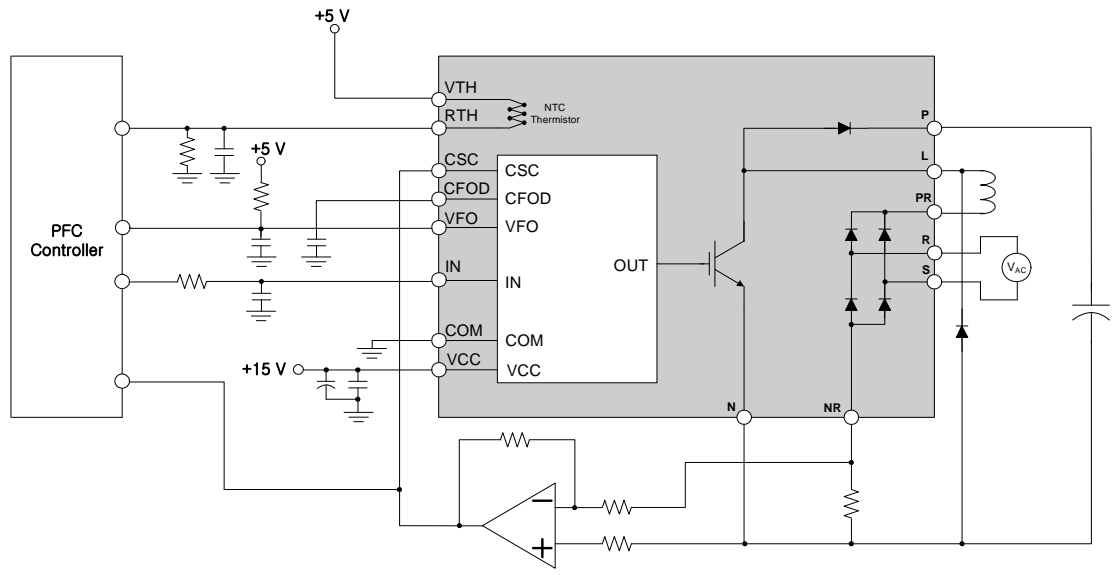 +5 V
VTH
NTC
Thermistor
RTH
P
+5 V
CSC
CSC
L
CFOD
CFOD
PR
VFO
VFO
PFC
Controller
R
VAC
OUT
S
IN
IN
COM
COM
+15 V
VCC
VCC
N
NR
−
+